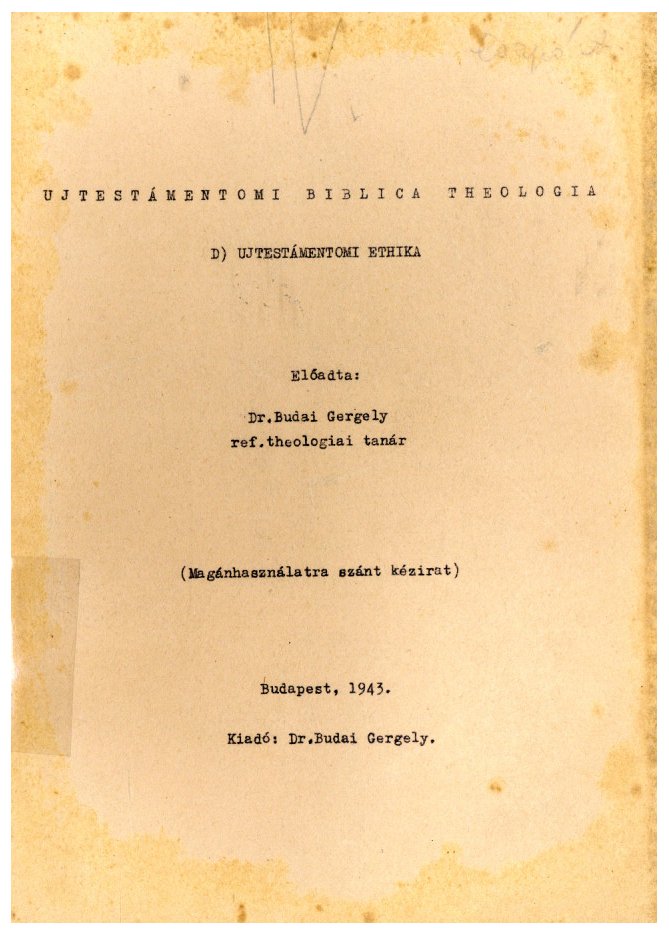 UJTESTÁMENTOMI BIBLICA THEOLOGIA
D) UJTESTÁMENTOMI ETHIKA
Előadta:
Dr.Budai Gergely
ref.theologiai tanár
(Magánhasználatra szánt kézirat)
Budapest, 1943.
Kiadó: Dr.Budai Gergely.